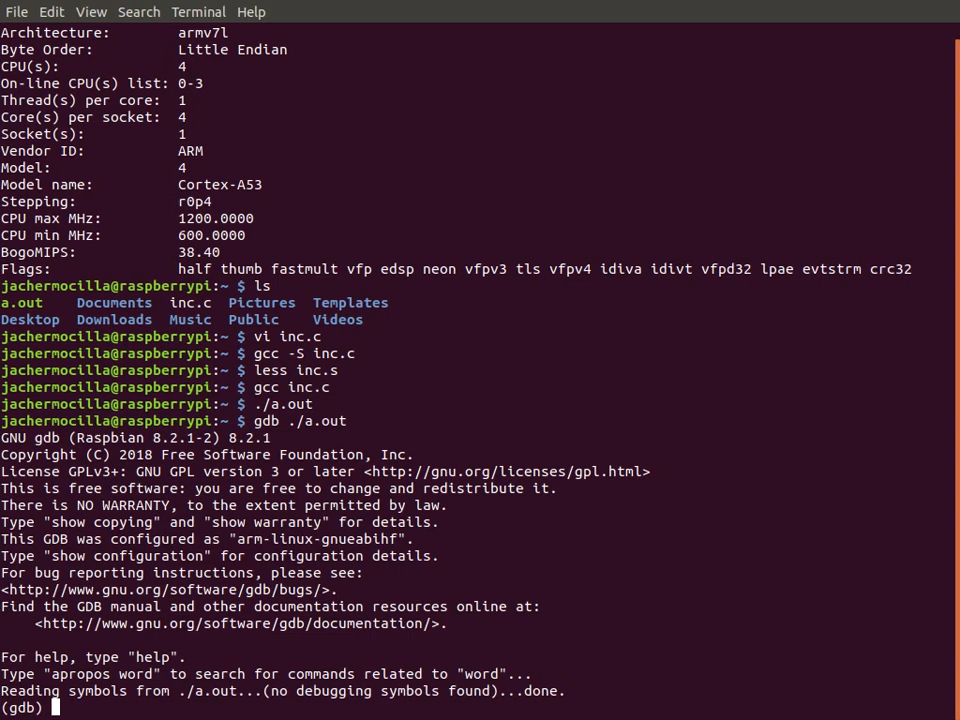 File Edit View Search Terminal Help
Architecture: armv7l
Byte Order: Little Endian
CPU(s): 4
On-line CPU(s) list: 0-3
Thread(s) per core: 1
Core(s) per socket: 4
Socket(s): 1
Vendor ID: ARM
Model: 4
Model name: Cortex-A53
Stepping: r0p4
CPU max MHz: 1200.0000
CPU min MHz: 600.0000
BogoMIPS: 38.40
Flags: half thumb fastmult vfp edsp neon vfpv3 tls vfpv4 idiva idivt vfpd32 lpae evtstrm crc32
jachermocilla@raspberrypi:~ $ ls
a.out Documents inc.c Pictures Templates
Desktop Downloads Music Public Videos
jachermocilla@raspberrypi:~ $ vi inc.c
jachermocilla@raspberrypi:~ $ gcc -S inc.c
jachermocilla@raspberrypi:~ $ less inc.s
jachermocilla@raspberrypi:~ $ gcc inc.c
jachermocilla@raspberrypi:~ $ ./a.out
jachermocilla@raspberrypi:~ $ gdb ./a.out
GNU gdb (Raspbian 8.2.1-2) 8.2.1
Copyright (C) 2018 Free Software Foundation, Inc.
License GPLv3+: GNU GPL version 3 or later <http://gnu.org/licenses/gpl.html>
This is free software: you are free to change and redistribute it.
There is NO WARRANTY, to the extent permitted by law.
Type "show copying" and "show warranty" for details.
This GDB was configured as "arm-linux-gnueabihf".
Type "show configuration" for configuration details.
For bug reporting instructions, please see:
<http://www.gnu.org/software/gdb/bugs/>.
Find the GDB manual and other documentation resources online at:
<http://www.gnu.org/software/gdb/documentation/>.
For help, type "help".
Type "apropos word" to search for commands related to "word"...
Reading symbols from ./a.out...(no debugging symbols found)...done.
(gdb)